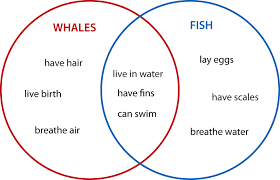 WHALES
FISH
have hair
live birth
breathe air
live in water
have fins
can swim
lay eggs
have scales
breathe water